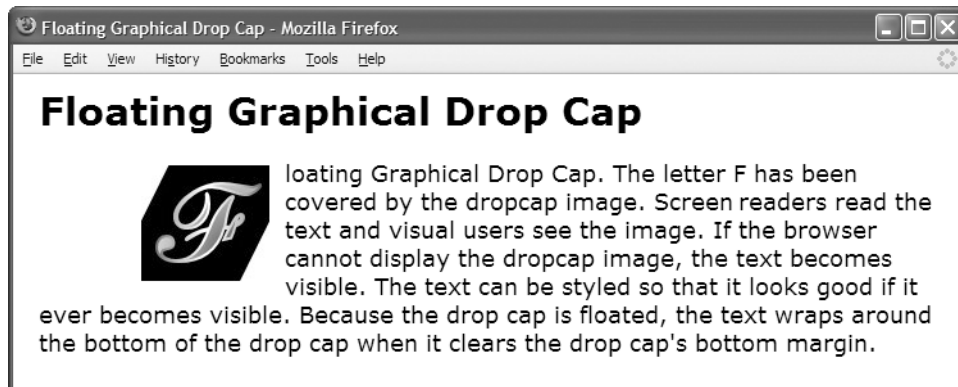 Floating Graphical Drop Cap - Mozilla Firefox
File Edit View History Bookmarks Tools Help
Floating Graphical Drop Cap
F
loating Graphical Drop Cap. The letter F has been
covered by the dropcap image. Screen readers read the
text and visual users see the image. If the browser
cannot display the dropcap image, the text becomes
visible. The text can be styled so that it looks good if it
ever becomes visible. Because the drop cap is floated, the text wraps around
the bottom of the drop cap when it clears the drop cap's bottom margin.